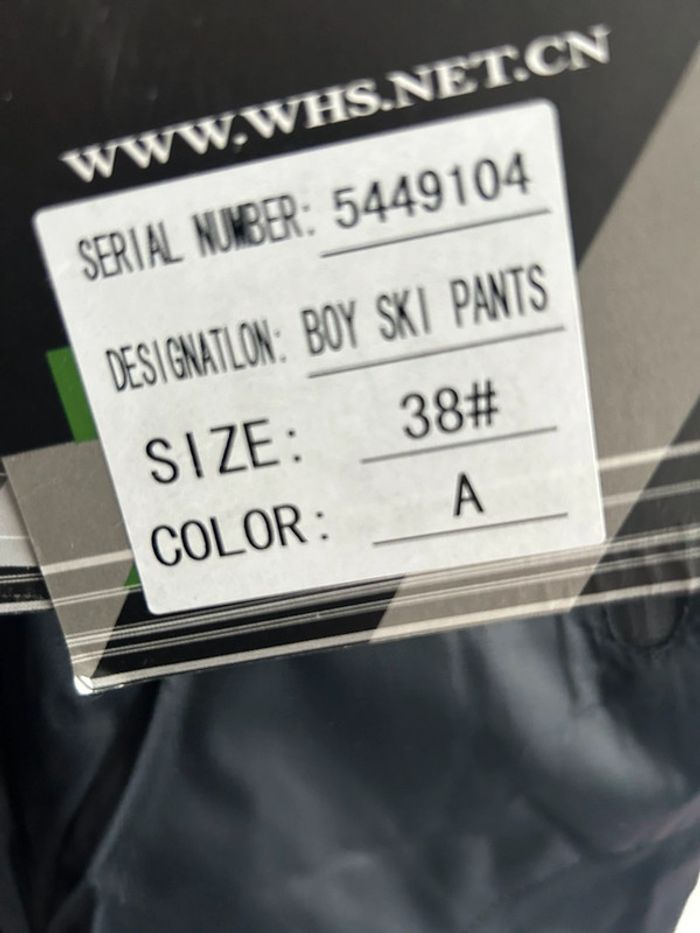 WWW.WHS.NET.CN
SERIAL NUMBER: 5449104
DESIGNATLON: BOY SKI PANTS
SIZE: 38#
COLOR: A